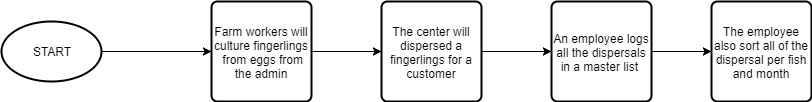 START
Farm workers will
culture fingerlings
from eggs from
the admin
The center will
dispersed a
fingerlings for a
customer
An employee logs
all the dispersals
in a master list
The employee
also sort all of the
dispersal per fish
and month